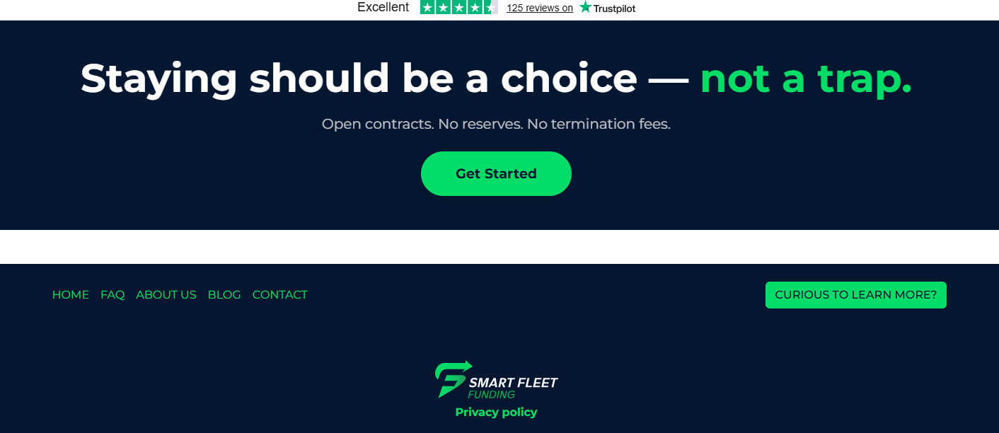 Excellent 125 reviews on Trustpilot
Staying should be a choice — not a trap.
Open contracts. No reserves. No termination fees.
Get Started
HOME FAQ ABOUT US BLOG CONTACT CURIOUS TO LEARN MORE?
SMART FLEET
FUNDING
Privacy policy